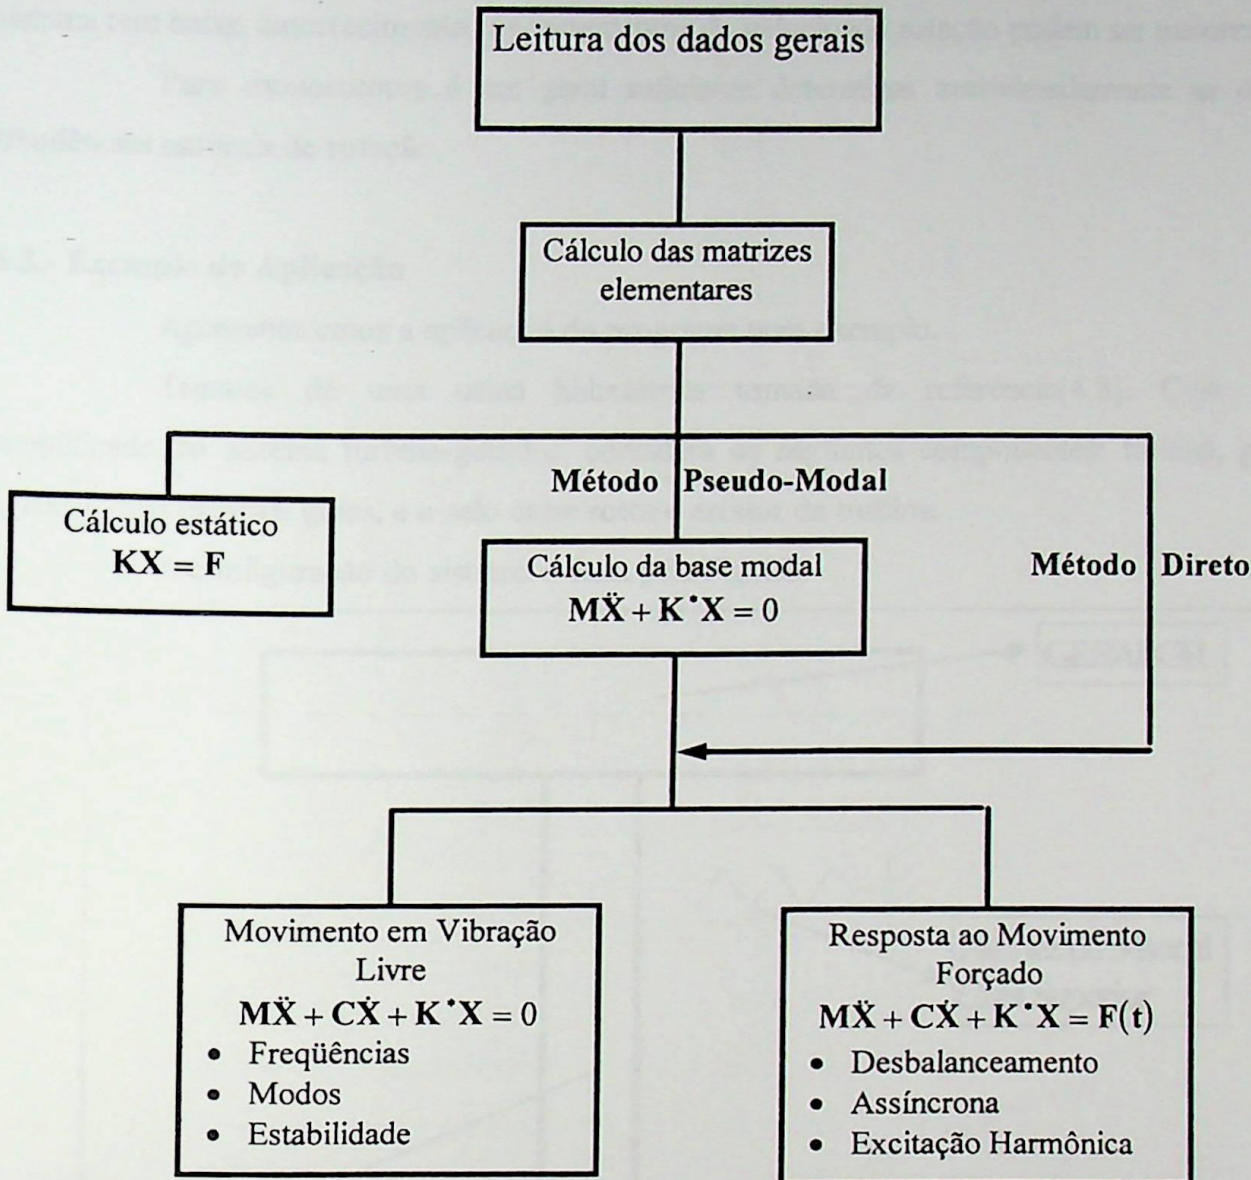 Leitura dos dados gerais
Cálculo das matrizes
elementares
Cálculo estático
KX = F
Método Pseudo-Modal
Cálculo da base modal
MẌ + K*X = 0
Método Direto
Movimento em Vibração
Livre
MẌ + CẊ + K*X = 0
• Freqüências
• Modos
• Estabilidade
Resposta ao Movimento
Forçado
MẌ + CẊ + K*X = F(t)
• Desbalanceamento
• Assíncrona
• Excitação Harmônica